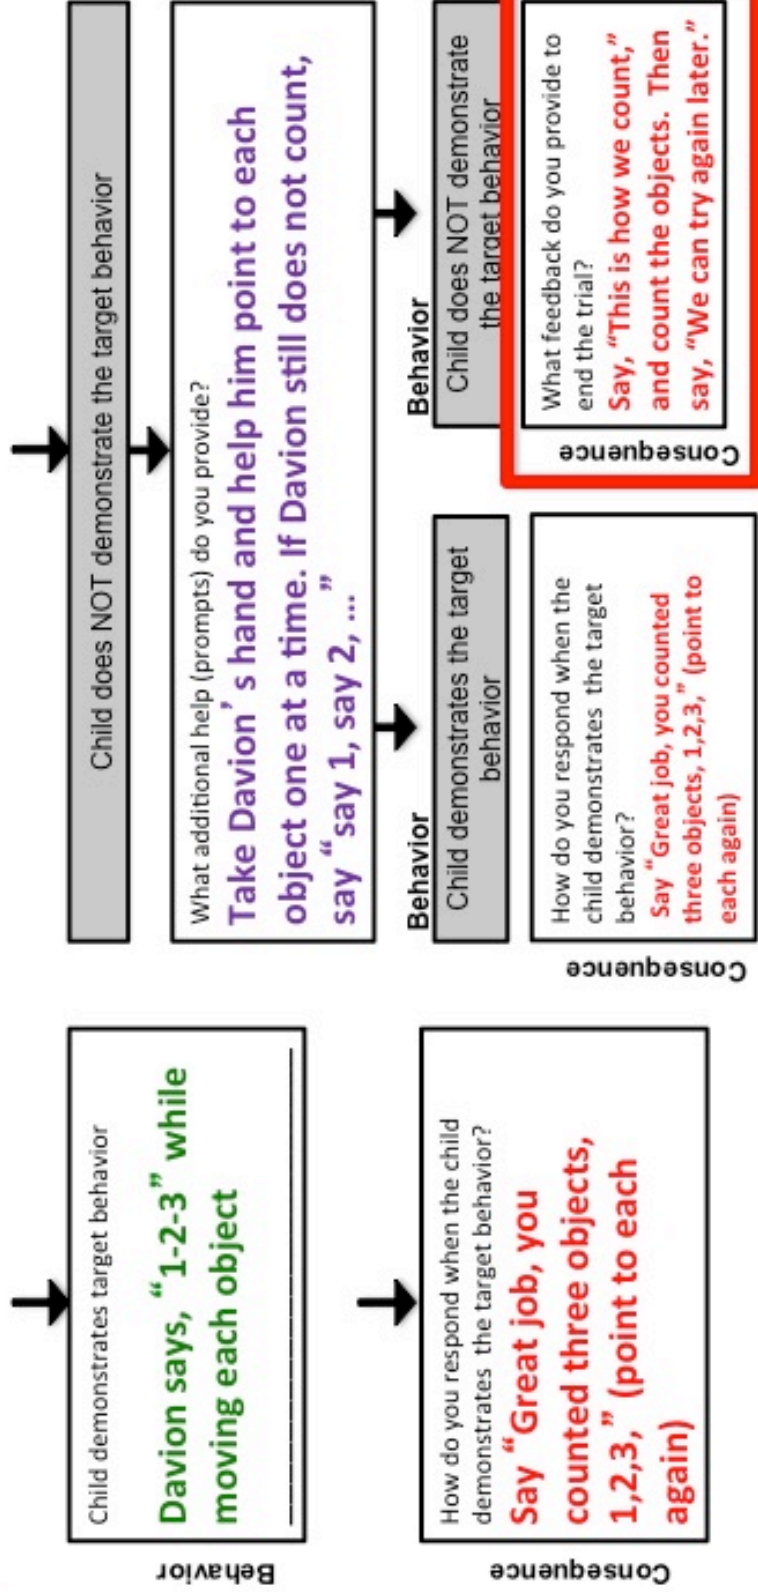 Behavior
Child demonstrates target behavior
Davion says, “1-2-3” while
moving each object
Consequence
How do you respond when the child
demonstrates the target behavior?
Say “Great job, you
counted three objects,
1,2,3,” (point to each
again)
Child does NOT demonstrate the target behavior
What additional help (prompts) do you provide?
Take Davion’s hand and help him point to each
object one at a time. If Davion still does not count,
say “say 1, say 2, …”
Behavior
Child demonstrates the target
behavior
Consequence
How do you respond when the
child demonstrates the target
behavior?
Say “Great job, you counted
three objects, 1,2,3,” (point to
each again)
Behavior
Child does NOT demonstrate
the target behavior
Consequence
What feedback do you provide to
end the trial?
Say, “This is how we count,”
and count the objects. Then
say, “We can try again later.”